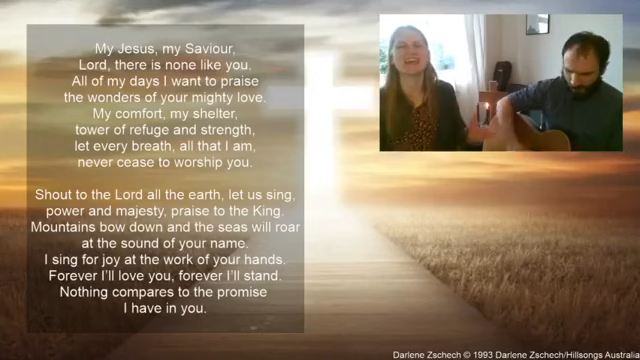 My Jesus, my Saviour,
Lord, there is none like you.
All of my days I want to praise
the wonders of your mighty love.
My comfort, my shelter,
tower of refuge and strength,
let every breath, all that I am,
never cease to worship you.
Shout to the Lord all the earth, let us sing,
power and majesty, praise to the King.
Mountains bow down and the seas will roar
at the sound of your name.
I sing for joy at the work of your hands.
Forever I'll love you, forever I'll stand.
Nothing compares to the promise
I have in you.
Darlene Zschech © 1993 Darlene Zschech/Hillsongs Australia